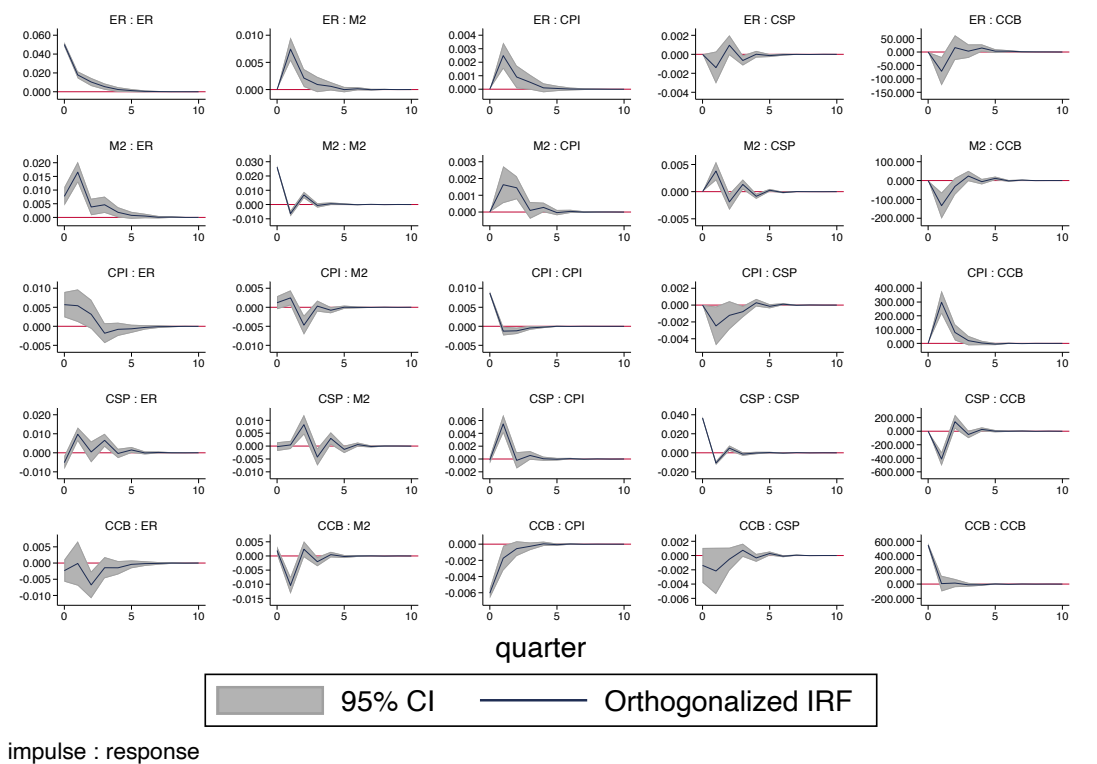 ER : ER
0.060
0.040
0.020
0.000
0 5 10
ER : M2
0.010
0.005
0.000
0 5 10
ER : CPI
0.004
0.003
0.002
0.001
0.000
0 5 10
ER : CSP
0.002
0.000
-0.002
-0.004
0 5 10
ER : CCB
50.000
0.000
-50.000
-100.000
-150.000
0 5 10
M2 : ER
0.020
0.015
0.010
0.005
0.000
0 5 10
M2 : M2
0.030
0.020
0.010
0.000
-0.010
0 5 10
M2 : CPI
0.003
0.002
0.001
0.000
0 5 10
M2 : CSP
0.005
0.000
-0.005
0 5 10
M2 : CCB
100.000
0.000
-100.000
-200.000
0 5 10
CPI : ER
0.010
0.005
0.000
-0.005
0 5 10
CPI : M2
0.005
0.000
-0.005
-0.010
0 5 10
CPI : CPI
0.010
0.005
0.000
-0.005
0 5 10
CPI : CSP
0.002
0.000
-0.002
-0.004
0 5 10
CPI : CCB
400.000
300.000
200.000
100.000
0.000
0 5 10
CSP : ER
0.020
0.010
0.000
-0.010
0 5 10
CSP : M2
0.010
0.005
0.000
-0.005
-0.010
0 5 10
CSP : CPI
0.006
0.004
0.002
0.000
-0.002
0 5 10
CSP : CSP
0.040
0.020
0.000
-0.020
0 5 10
CSP : CCB
200.000
0.000
-200.000
-400.000
-600.000
0 5 10
CCB : ER
0.005
0.000
-0.005
-0.010
0 5 10
CCB : M2
0.005
0.000
-0.005
-0.010
-0.015
0 5 10
CCB : CPI
0.000
-0.002
-0.004
-0.006
0 5 10
CCB : CSP
0.002
0.000
-0.002
-0.004
-0.006
0 5 10
CCB : CCB
600.000
400.000
200.000
0.000
-200.000
0 5 10
quarter
95% CI Orthogonalized IRF
impulse : response